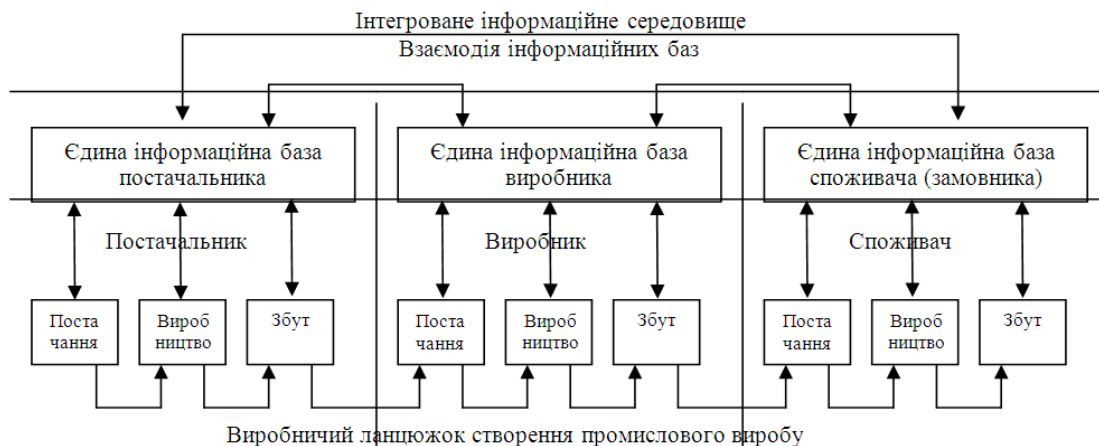 Інтегроване інформаційне середовище
Взаємодія інформаційних баз
Єдина інформаційна база
постачальника
Єдина інформаційна база
виробника
Єдина інформаційна база
споживача (замовника)
Постачальник
Виробник
Споживач
Поста
чання
Вироб
ництво
Збут
Поста
чання
Вироб
ництво
Збут
Поста
чання
Вироб
ництво
Збут
Виробничий ланцюжок створення промислового виробу